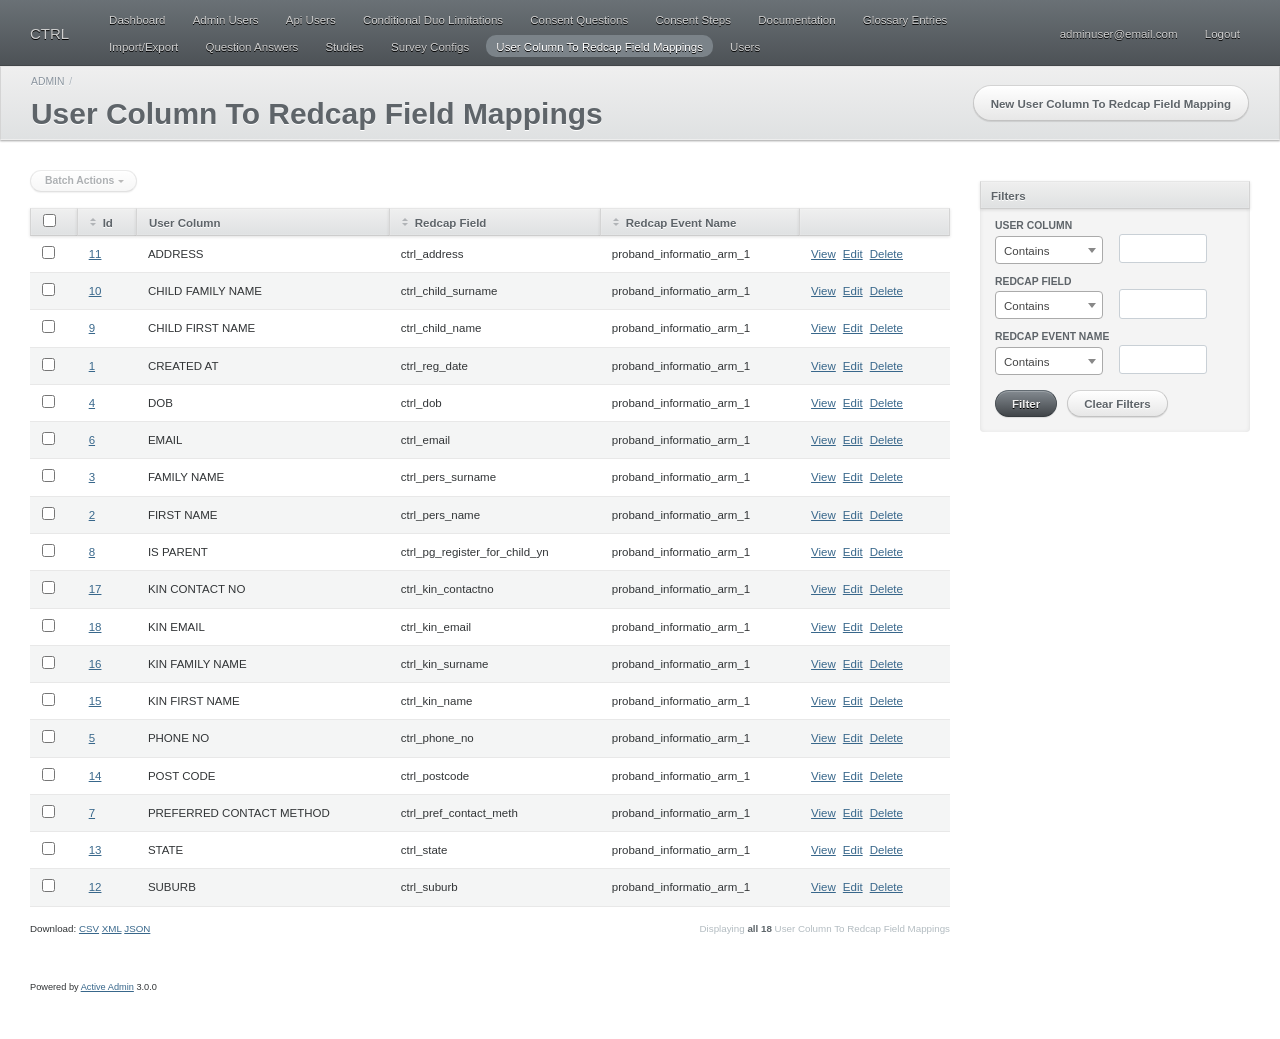 CTRL
Dashboard Admin Users Api Users Conditional Duo Limitations Consent Questions Consent Steps Documentation Glossary Entries
Import/Export Question Answers Studies Survey Configs User Column To Redcap Field Mappings Users
adminuser@email.com Logout
ADMIN /
User Column To Redcap Field Mappings
New User Column To Redcap Field Mapping
Batch Actions
Id User Column Redcap Field Redcap Event Name
11 ADDRESS ctrl_address proband_informatio_arm_1 View Edit Delete
10 CHILD FAMILY NAME ctrl_child_surname proband_informatio_arm_1 View Edit Delete
9 CHILD FIRST NAME ctrl_child_name proband_informatio_arm_1 View Edit Delete
1 CREATED AT ctrl_reg_date proband_informatio_arm_1 View Edit Delete
4 DOB ctrl_dob proband_informatio_arm_1 View Edit Delete
6 EMAIL ctrl_email proband_informatio_arm_1 View Edit Delete
3 FAMILY NAME ctrl_pers_surname proband_informatio_arm_1 View Edit Delete
2 FIRST NAME ctrl_pers_name proband_informatio_arm_1 View Edit Delete
8 IS PARENT ctrl_pg_register_for_child_yn proband_informatio_arm_1 View Edit Delete
17 KIN CONTACT NO ctrl_kin_contactno proband_informatio_arm_1 View Edit Delete
18 KIN EMAIL ctrl_kin_email proband_informatio_arm_1 View Edit Delete
16 KIN FAMILY NAME ctrl_kin_surname proband_informatio_arm_1 View Edit Delete
15 KIN FIRST NAME ctrl_kin_name proband_informatio_arm_1 View Edit Delete
5 PHONE NO ctrl_phone_no proband_informatio_arm_1 View Edit Delete
14 POST CODE ctrl_postcode proband_informatio_arm_1 View Edit Delete
7 PREFERRED CONTACT METHOD ctrl_pref_contact_meth proband_informatio_arm_1 View Edit Delete
13 STATE ctrl_state proband_informatio_arm_1 View Edit Delete
12 SUBURB ctrl_suburb proband_informatio_arm_1 View Edit Delete
Download: CSV XML JSON
Displaying all 18 User Column To Redcap Field Mappings
Filters
USER COLUMN
Contains
REDCAP FIELD
Contains
REDCAP EVENT NAME
Contains
Filter Clear Filters
Powered by Active Admin 3.0.0